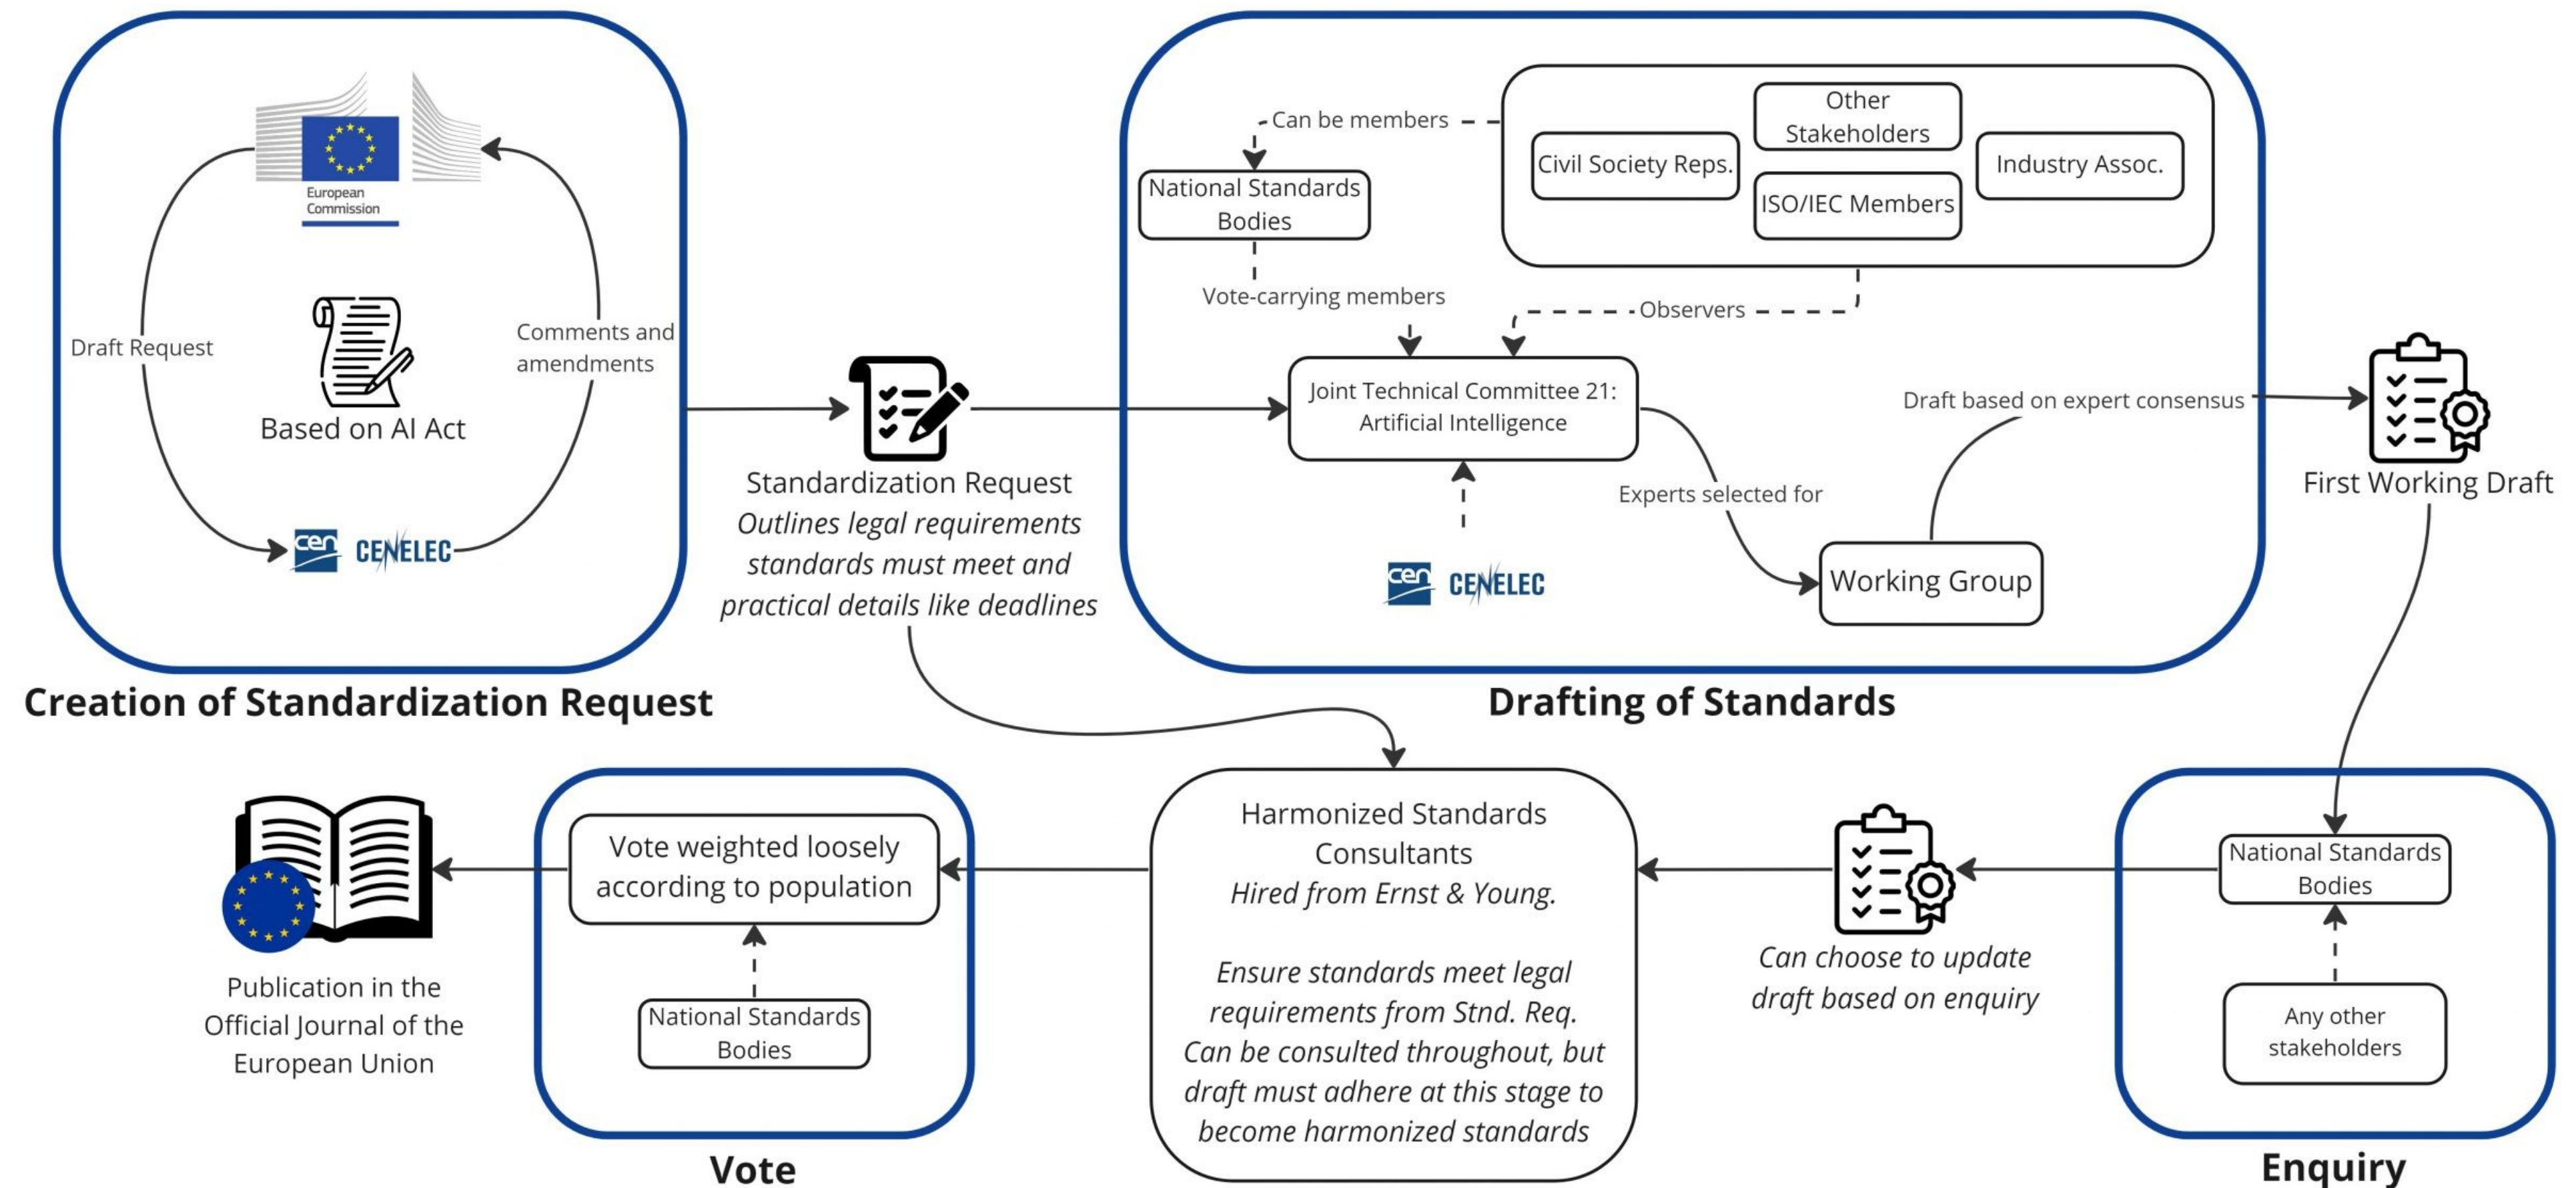 European
Commission
Draft Request
Comments and
amendments
Based on AI Act
cen
CENELEC
Creation of Standardization Request
Standardization Request
Outlines legal requirements
standards must meet and
practical details like deadlines
Can be members
National Standards
Bodies
Other
Stakeholders
Civil Society Reps.
Industry Assoc.
ISO/IEC Members
Vote-carrying members
Observers
Joint Technical Committee 21:
Artificial Intelligence
Draft based on expert consensus
Experts selected for
cen
CENELEC
Working Group
Drafting of Standards
First Working Draft
National Standards
Bodies
Any other
stakeholders
Enquiry
Can choose to update
draft based on enquiry
Harmonized Standards
Consultants
Hired from Ernst & Young.
Ensure standards meet legal
requirements from Stnd. Req.
Can be consulted throughout, but
draft must adhere at this stage to
become harmonized standards
Vote weighted loosely
according to population
National Standards
Bodies
Vote
Publication in the
Official Journal of the
European Union